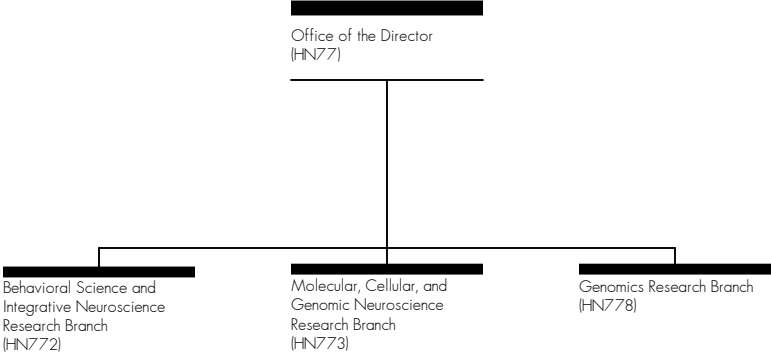 Office of the Director
(HN77)
Behavioral Science and
Integrative Neuroscience
Research Branch
(HN772)
Molecular, Cellular, and
Genomic Neuroscience
Research Branch
(HN773)
Genomics Research Branch
(HN778)